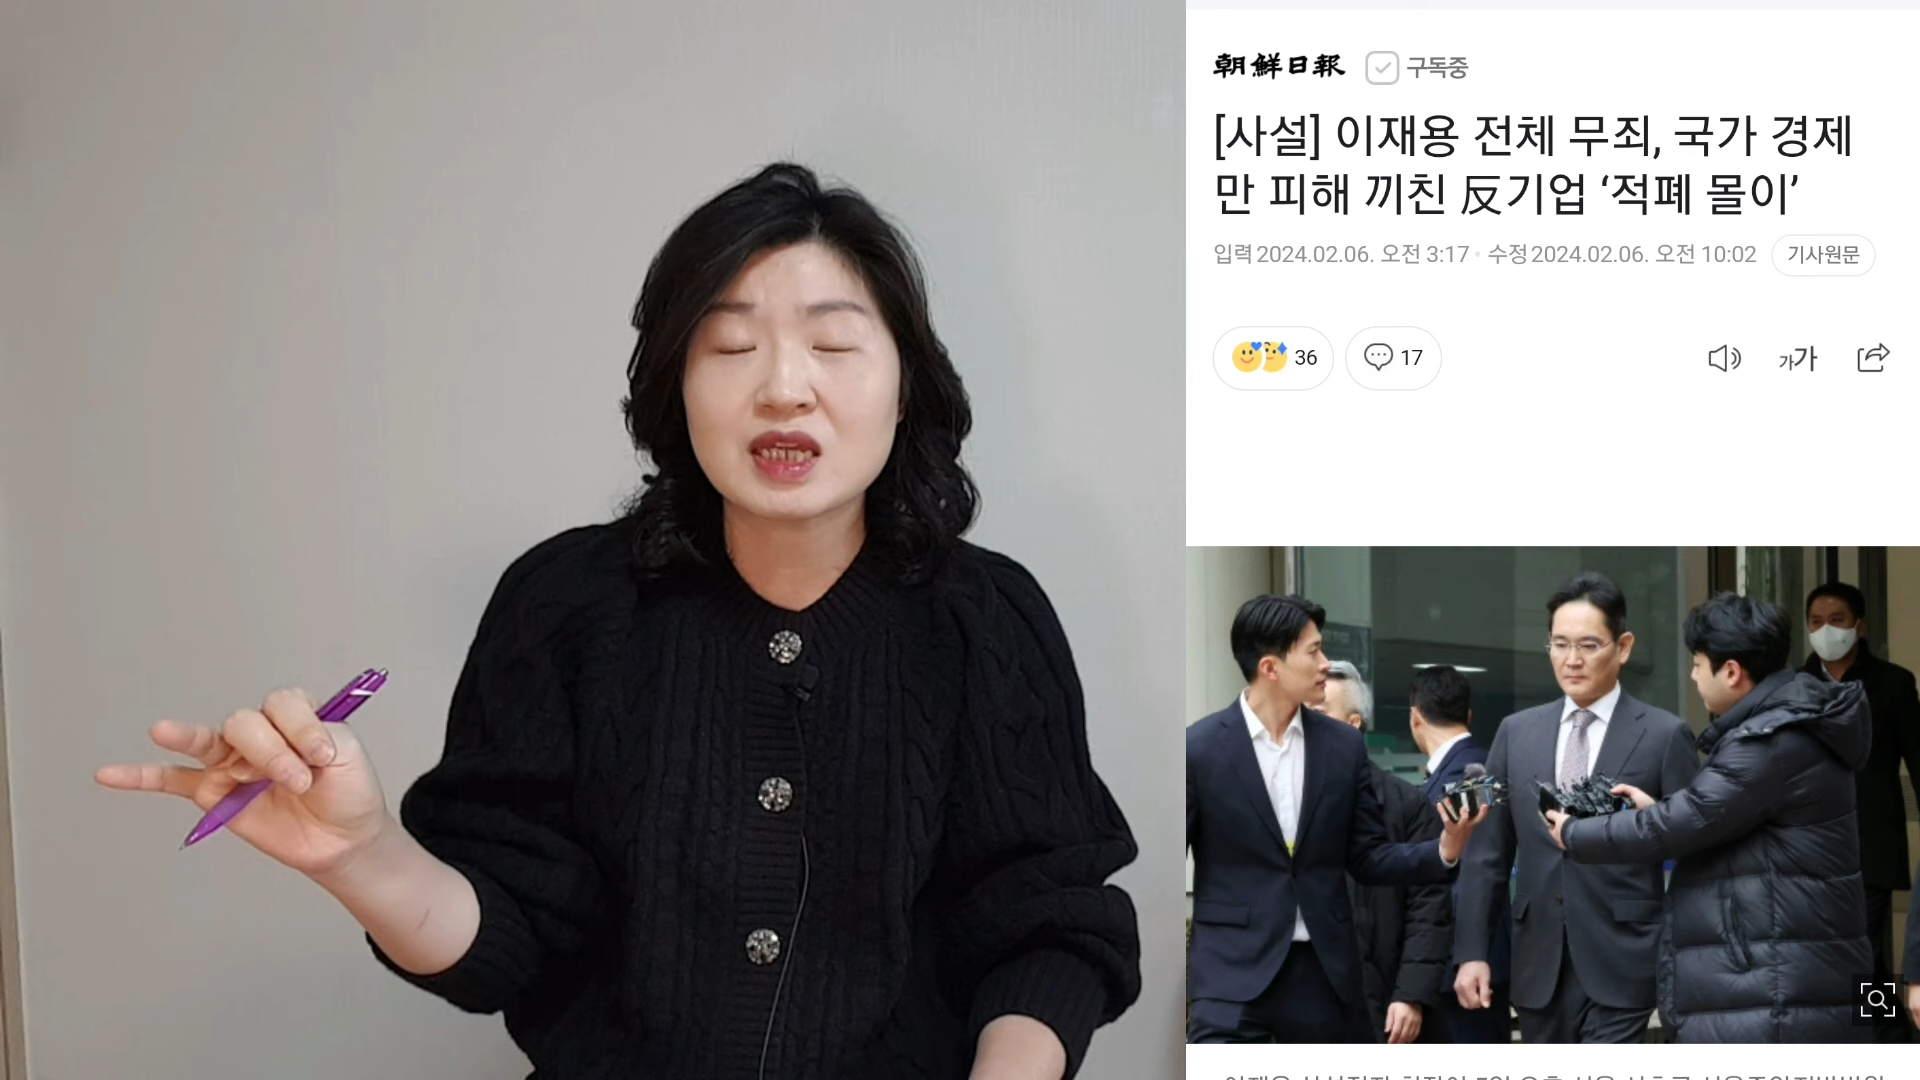 朝鮮日報 구독중
[사설] 이재용 전체 무죄, 국가 경제
만 피해 끼친 反기업 ‘적폐 몰이’
입력 2024.02.06. 오전 3:17 · 수정 2024.02.06. 오전 10:02 기사원문
36 17 가가